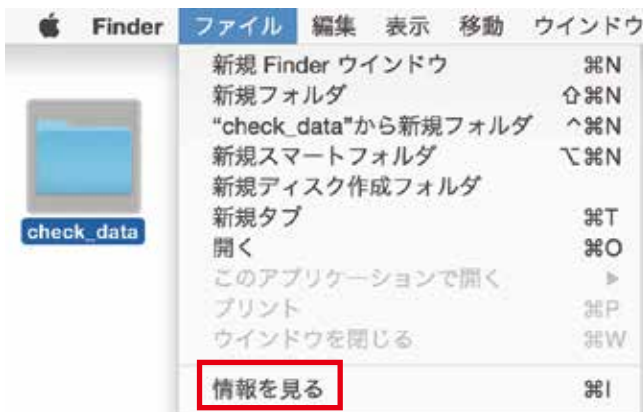 Finder ファイル 編集 表示 移動 ウインドウ
新規 Finder ウインドウ ⌘N
新規フォルダ ⇧⌘N
“check_data”から新規フォルダ ^⌘N
新規スマートフォルダ ⌥⌘N
新規ディスク作成フォルダ
新規タブ ⌘T
check_data
開く ⌘O
このアプリケーションで開く ▶
プリント ⌘P
ウインドウを閉じる ⌘W
情報を見る ⌘I